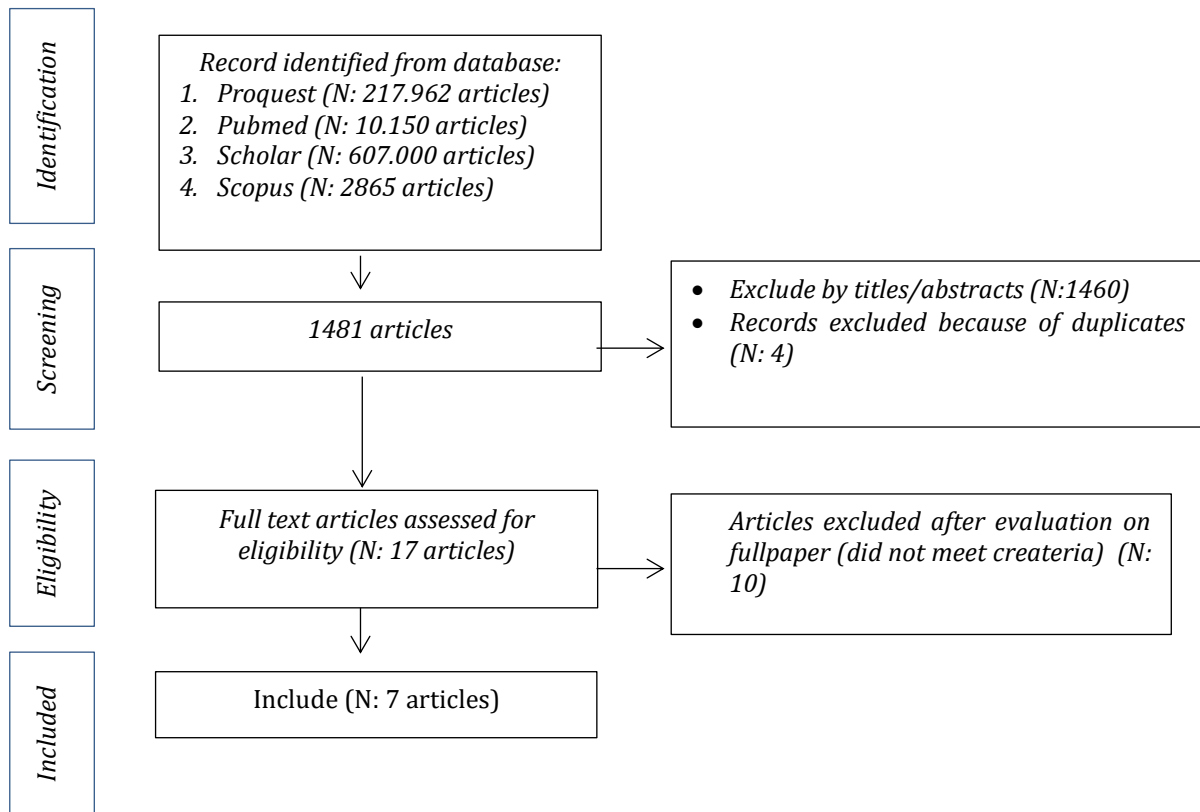 Identification
Record identified from database:
1. Proquest (N: 217.962 articles)
2. Pubmed (N: 10.150 articles)
3. Scholar (N: 607.000 articles)
4. Scopus (N: 2865 articles)
Screening
1481 articles
• Exclude by titles/abstracts (N:1460)
• Records excluded because of duplicates
(N: 4)
Eligibility
Full text articles assessed for
eligibility (N: 17 articles)
Articles excluded after evaluation on
fullpaper (did not meet createria) (N:
10)
Included
Include (N: 7 articles)